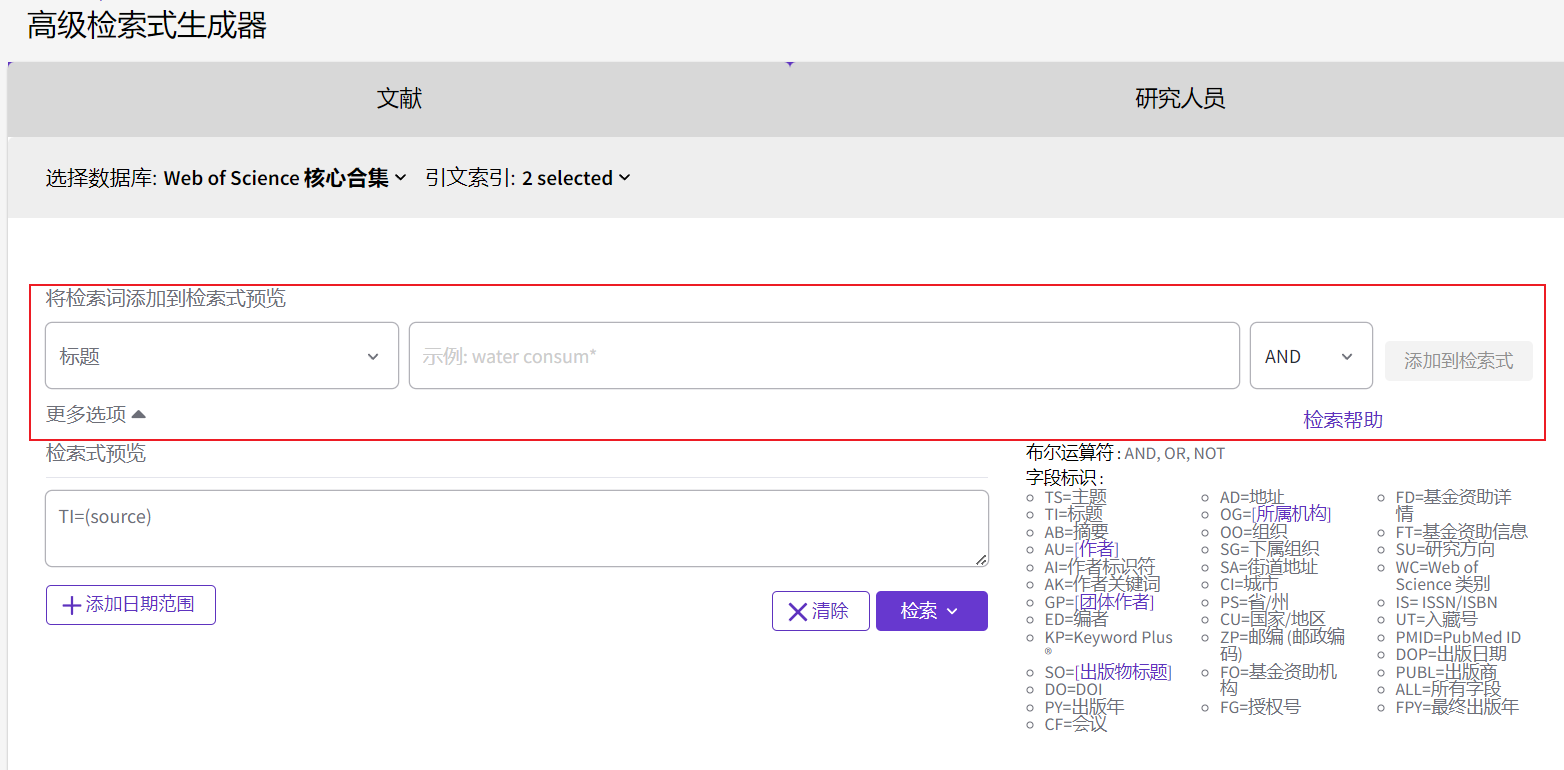 高级检索式生成器
文献
研究人员
选择数据库: Web of Science 核心合集 引文索引: 2 selected
将检索词添加到检索式预览
标题
示例: water consum*
AND
添加到检索式
更多选项
检索帮助
检索式预览
TI=(source)
添加日期范围
清除
检索
布尔运算符 : AND, OR, NOT
字段标识 :
TS=主题
TI=标题
AB=摘要
AU=[作者]
AI=作者标识符
AK=作者关键词
GP=[团体作者]
ED=编者
KP=Keyword Plus
®
SO=[出版物标题]
DO=DOI
PY=出版年
CF=会议
AD=地址
OG=[所属机构]
OO=组织
SG=下属组织
SA=街道地址
CI=城市
PS=省/州
CU=国家/地区
ZP=邮编 (邮政编
码)
FO=基金资助机
构
FG=授权号
FD=基金资助详
情
FT=基金资助信息
SU=研究方向
WC=Web of
Science 类别
IS= ISSN/ISBN
UT=入藏号
PMID=PubMed ID
DOP=出版日期
PUBL=出版商
ALL=所有字段
FPY=最终出版年